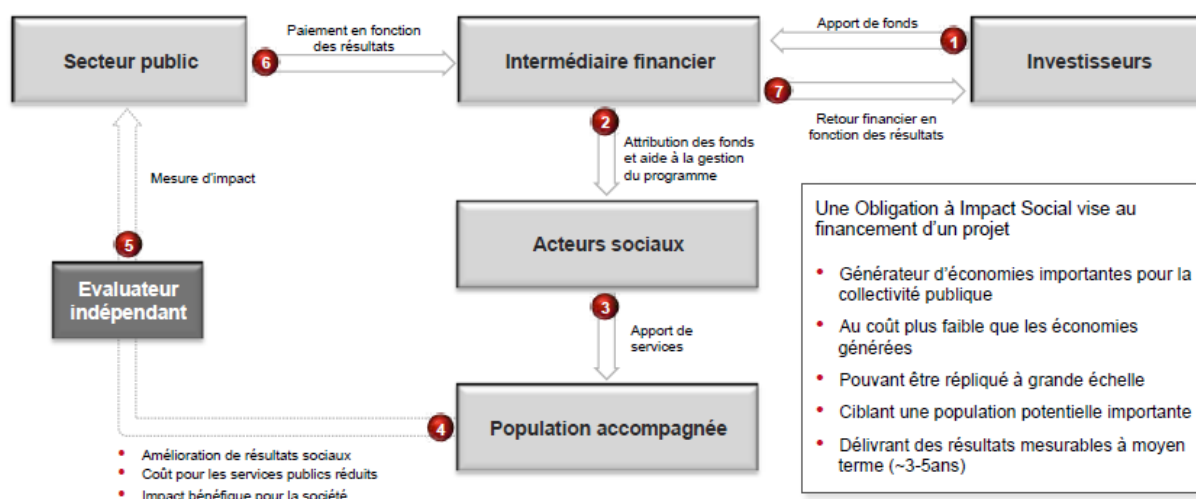 Secteur public
6
Paiement en fonction
des résultats
Intermédiaire financier
Apport de fonds
1
Investisseurs
7
Retour financier en
fonction des résultats
2
Attribution des fonds
et aide à la gestion
du programme
Mesure d'impact
5
Evaluateur
indépendant
Acteurs sociaux
3
Apport de
services
4
Population accompagnée
• Amélioration de résultats sociaux
• Coût pour les services publics réduits
• Impact bénéfique pour la société
Une Obligation à Impact Social vise au
financement d'un projet
• Générateur d'économies importantes pour la
collectivité publique
• Au coût plus faible que les économies
générées
• Pouvant être répliqué à grande échelle
• Ciblant une population potentielle importante
• Délivrant des résultats mesurables à moyen
terme (~3-5ans)